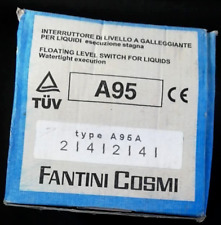 INTERRUTTORE DI LIVELLO A GALLEGGIANTE
PER LIQUIDI esecuzione stagna
FLOATING LEVEL SWITCH FOR LIQUIDS
Watertight execution
TÜV
A95
CE
type A95A
21412141
FANTINI COSMI